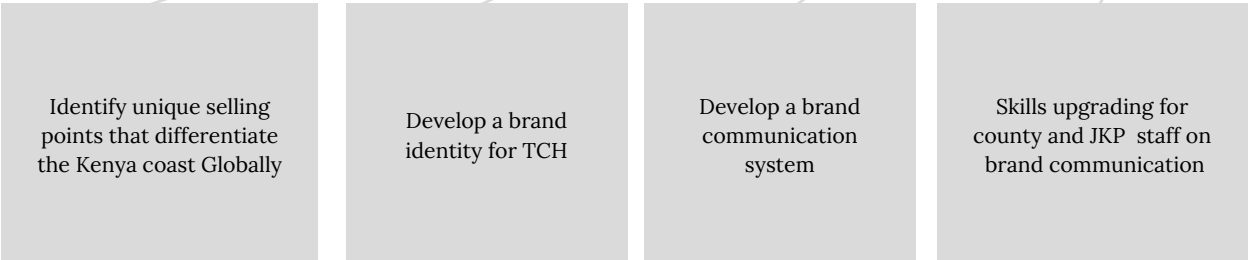 Identify unique selling
points that differentiate
the Kenya coast Globally
Develop a brand
identity for TCH
Develop a brand
communication
system
Skills upgrading for
county and JKP  staff on
brand communication